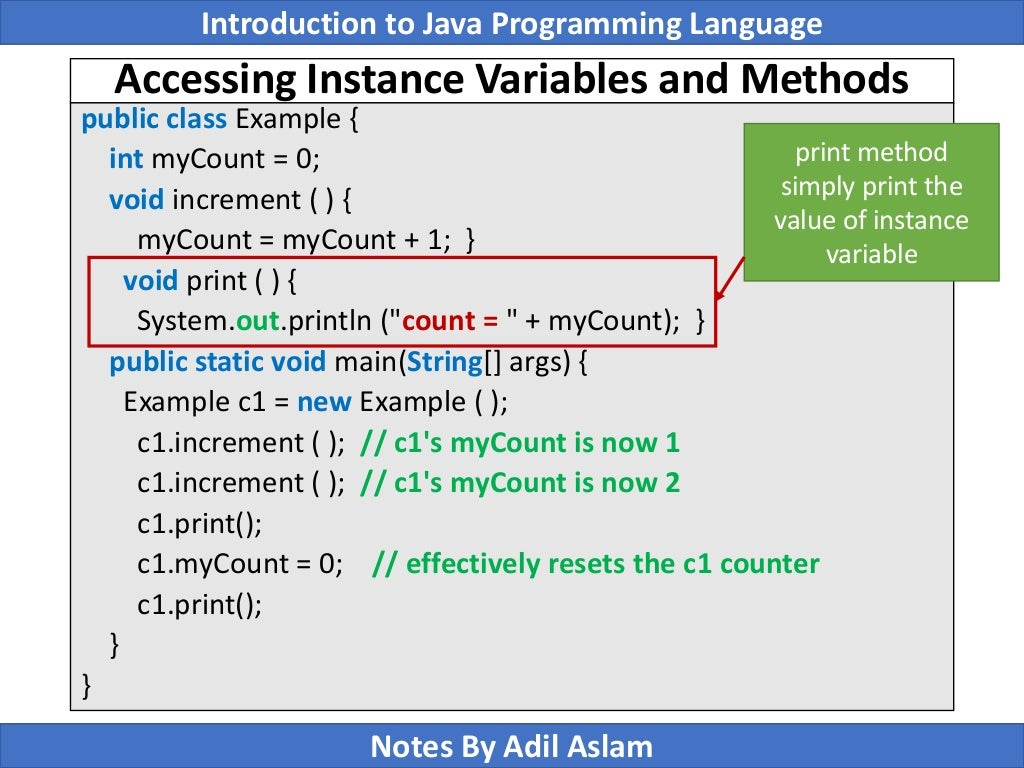 Introduction to Java Programming Language
Accessing Instance Variables and Methods
public class Example {
int myCount = 0;
void increment ( ) {
myCount = myCount + 1;  }
void print ( ) {
System.out.println ("count = " + myCount);  }
public static void main(String[] args) {
Example c1 = new Example ( );
c1.increment ( );  // c1's myCount is now 1
c1.increment ( );  // c1's myCount is now 2
c1.print();
c1.myCount = 0;    // effectively resets the c1 counter
c1.print();
}
}
print method
simply print the
value of instance
variable
Notes By Adil Aslam